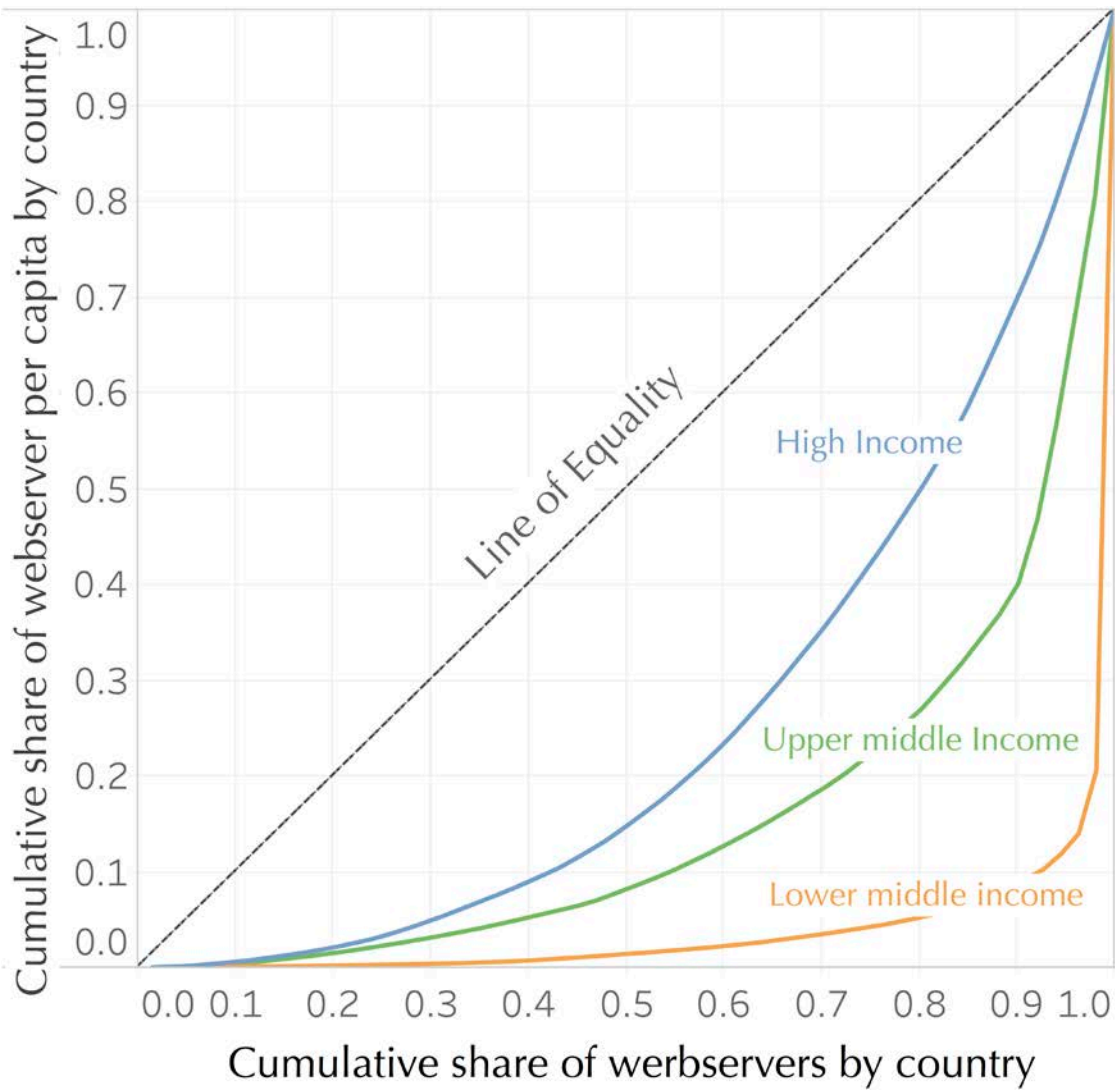 Cumulative share of webserver per capita by country
1.0
0.9
0.8
0.7
0.6
0.5
0.4
0.3
0.2
0.1
0.0
Line of Equality
High Income
Upper middle Income
Lower middle income
0.0 0.1 0.2 0.3 0.4 0.5 0.6 0.7 0.8 0.9 1.0
Cumulative share of werbservers by country